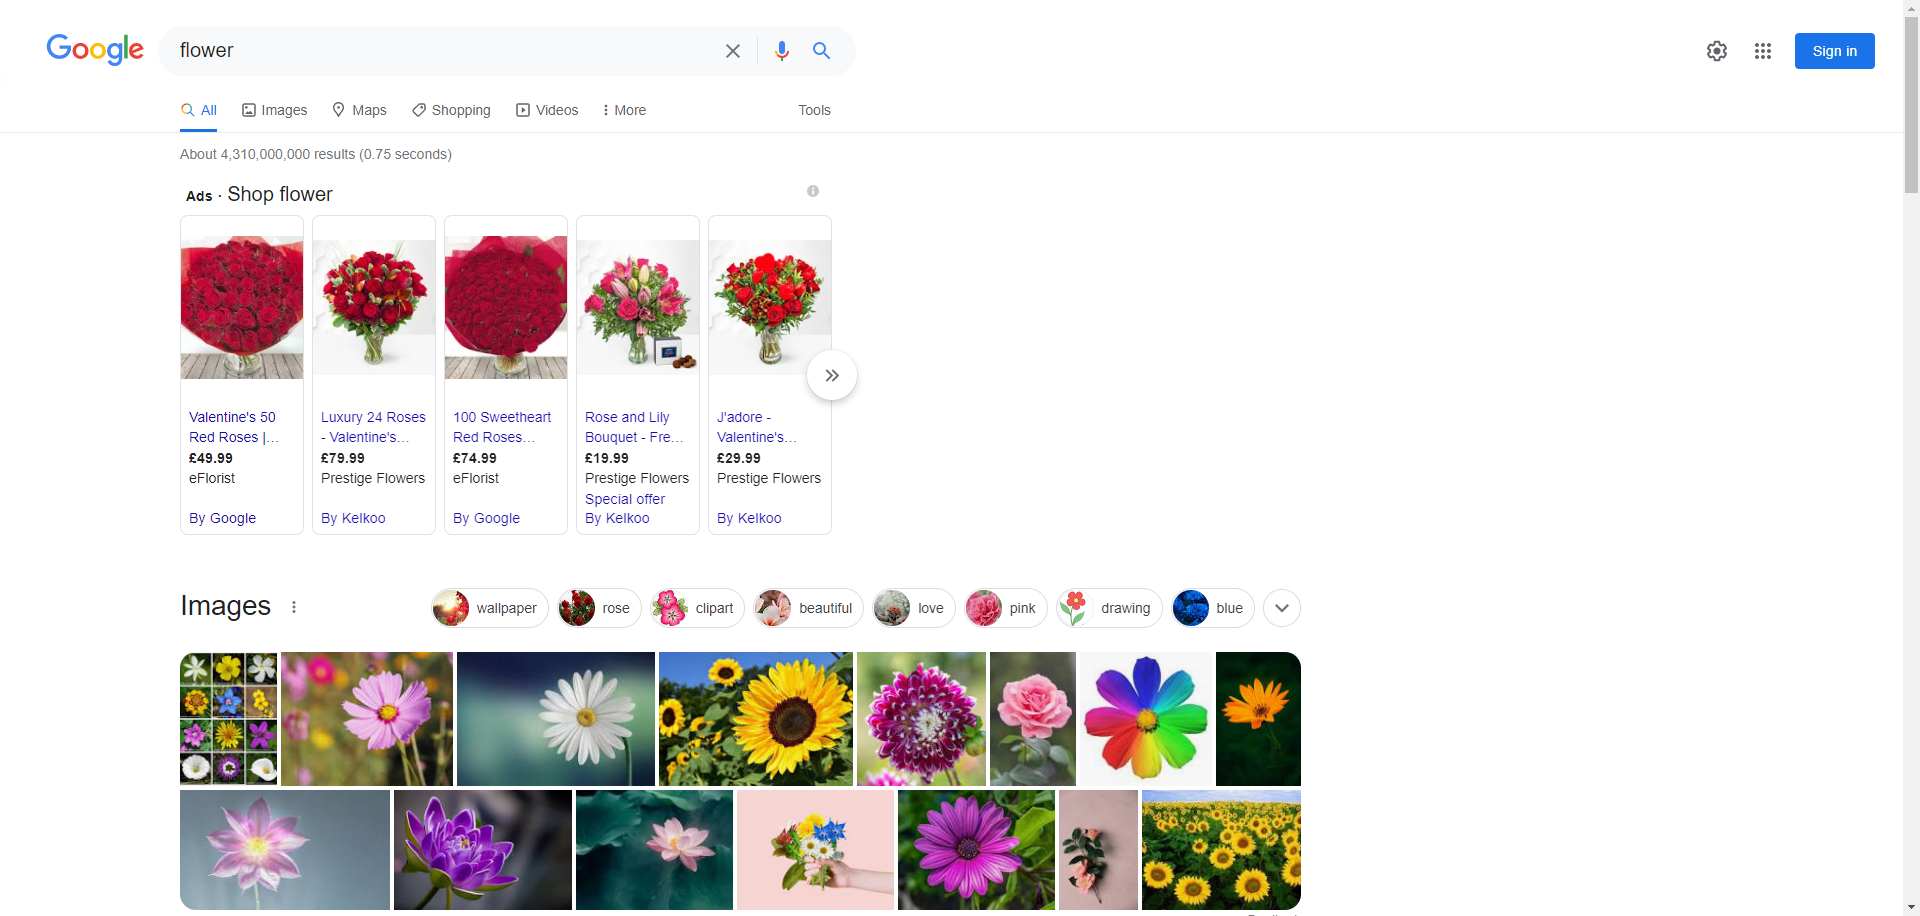 Google
flower
Sign in
All
Images
Maps
Shopping
Videos
More
Tools
About 4,310,000,000 results (0.75 seconds)
Ads · Shop flower
Valentine's 50
Red Roses |...
£49.99
eFlorist
By Google
Luxury 24 Roses
- Valentine's...
£79.99
Prestige Flowers
By Kelkoo
100 Sweetheart
Red Roses...
£74.99
eFlorist
By Google
Rose and Lily
Bouquet - Fre...
£19.99
Prestige Flowers
Special offer
By Kelkoo
J'adore -
Valentine's...
£29.99
Prestige Flowers
By Kelkoo
Images
wallpaper
rose
clipart
beautiful
love
pink
drawing
blue